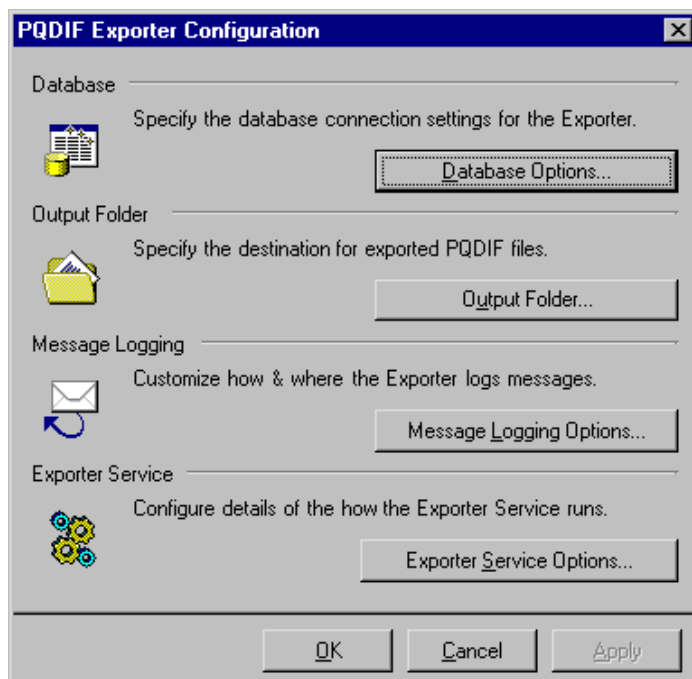 PQDIF Exporter Configuration
Database
Specify the database connection settings for the Exporter.
Database Options...
Output Folder
Specify the destination for exported PQDIF files.
Output Folder...
Message Logging
Customize how & where the Exporter logs messages.
Message Logging Options...
Exporter Service
Configure details of the how the Exporter Service runs.
Exporter Service Options...
OK Cancel Apply